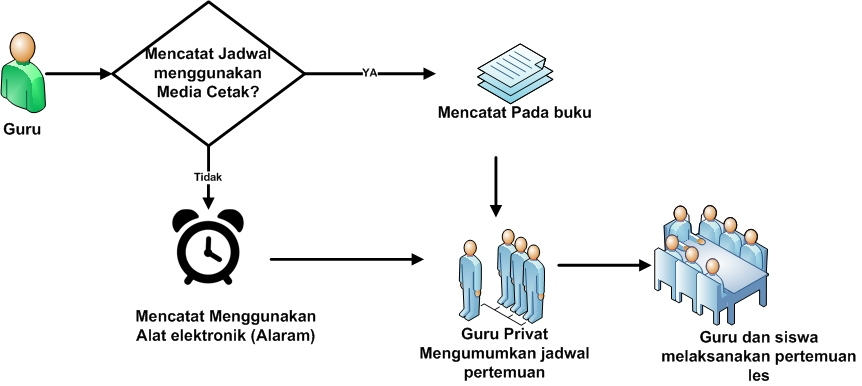 Guru
Mencatat Jadwal
menggunakan
Media Cetak?
YA
Mencatat Pada buku
Tidak
Mencatat Menggunakan
Alat elektronik (Alaram)
Guru Privat
Mengumumkan jadwal
pertemuan
Guru dan siswa
melaksanakan pertemuan
les